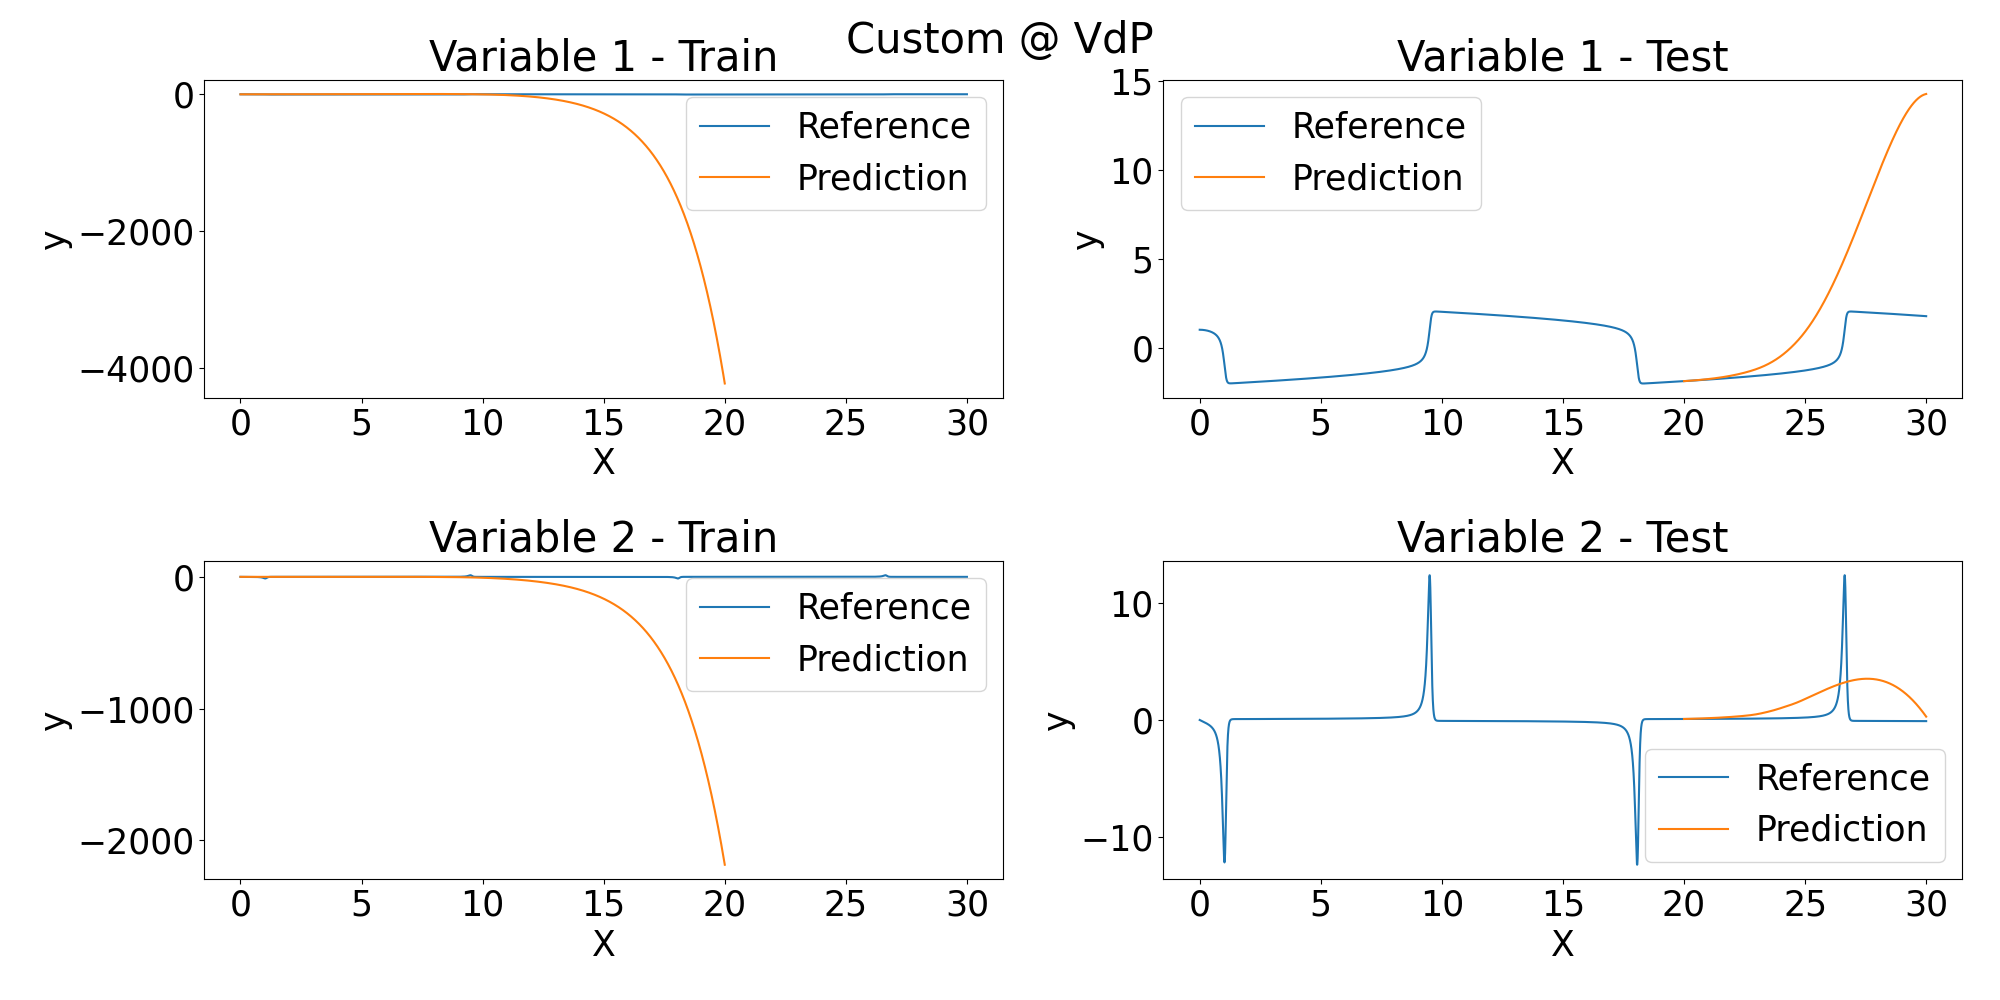 Custom @ VdP
Variable 1 - Train
0
−2000
−4000
y
0 5 10 15 20 25 30
X
Reference
Prediction
Variable 1 - Test
15
10
5
0
y
0 5 10 15 20 25 30
X
Reference
Prediction
Variable 2 - Train
0
−1000
−2000
y
0 5 10 15 20 25 30
X
Reference
Prediction
Variable 2 - Test
10
0
−10
y
0 5 10 15 20 25 30
X
Reference
Prediction